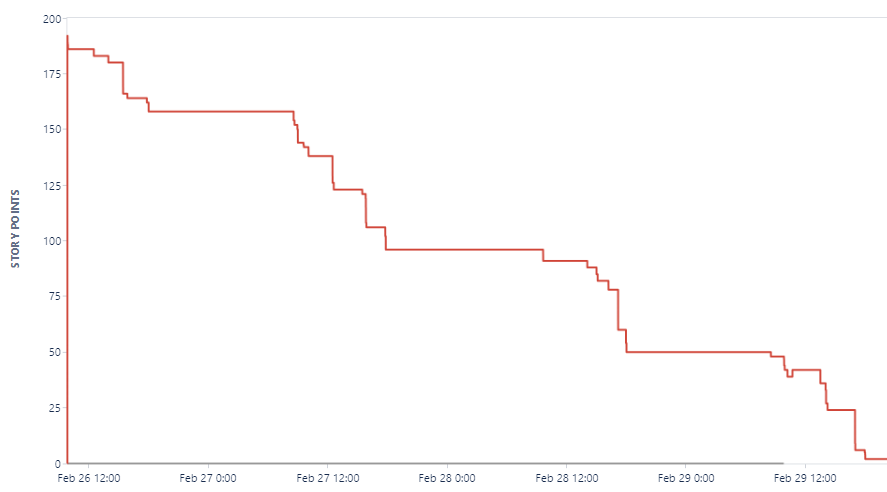 STORY POINTS
200
175
150
125
100
75
50
25
0
Feb 26 12:00
Feb 27 0:00
Feb 27 12:00
Feb 28 0:00
Feb 28 12:00
Feb 29 0:00
Feb 29 12:00